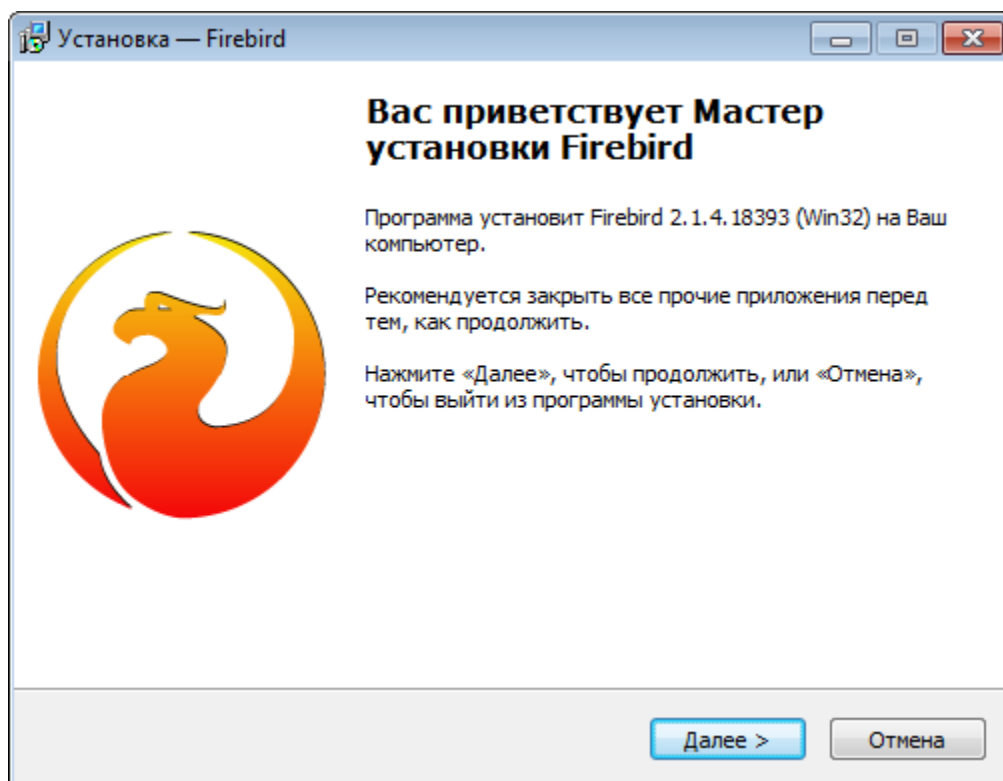 Установка — Firebird
Вас приветствует Мастер
установки Firebird
Программа установит Firebird 2.1.4.18393 (Win32) на Ваш
компьютер.
Рекомендуется закрыть все прочие приложения перед
тем, как продолжить.
Нажмите «Далее», чтобы продолжить, или «Отмена»,
чтобы выйти из программы установки.
Далее >
Отмена